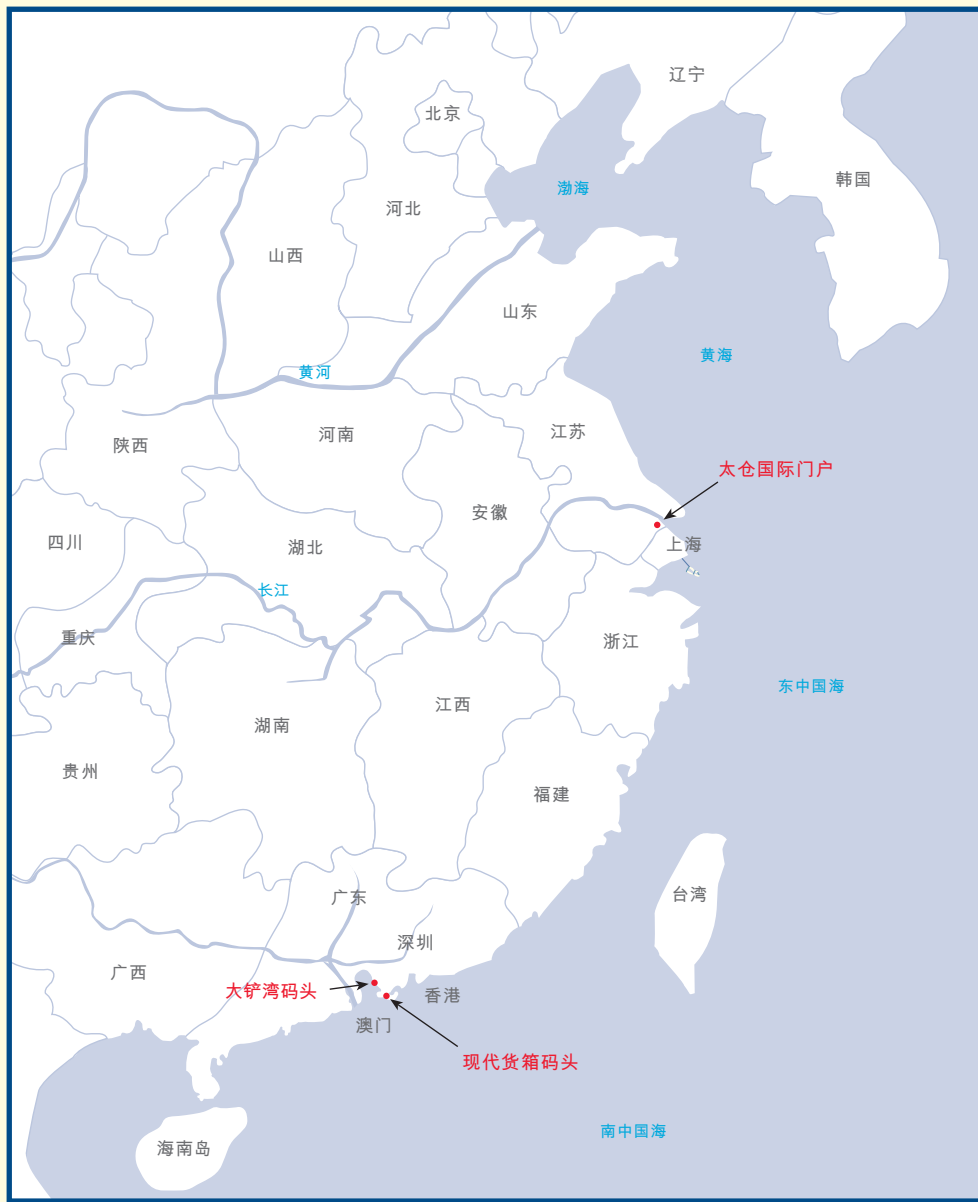 辽宁
北京
韩国
渤海
河北
山西
山东
黄海
黄河
江苏
河南
陕西
太仓国际门户
安徽
四川
湖北
上海
长江
重庆
浙江
东中国海
江西
湖南
贵州
福建
台湾
广东
深圳
广西
大铲湾码头
香港
澳门
现代货箱码头
南中国海
海南岛